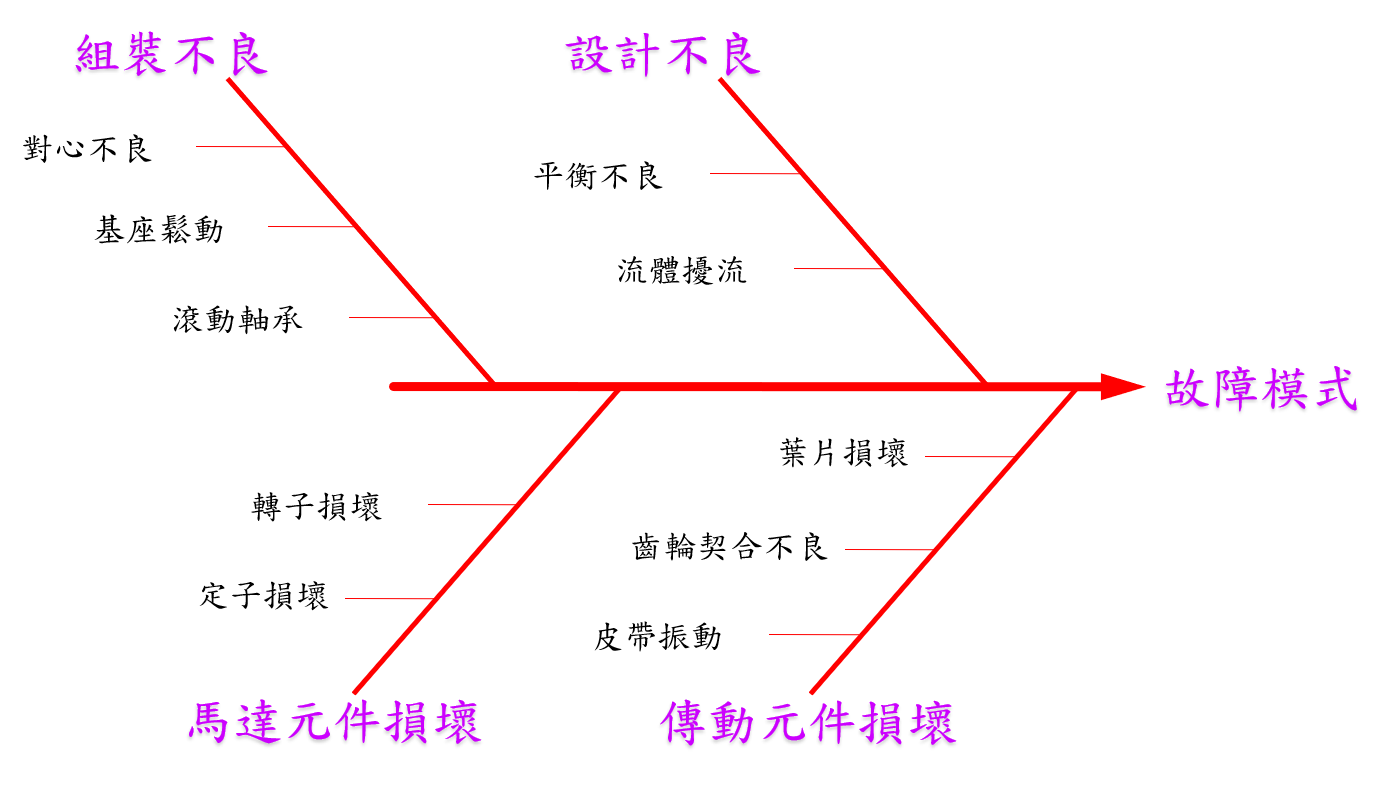 組裝不良
設計不良
對心不良
平衡不良
基座鬆動
流體擾流
滾動軸承
故障模式
葉片損壞
轉子損壞
齒輪契合不良
定子損壞
皮帶振動
馬達元件損壞
傳動元件損壞